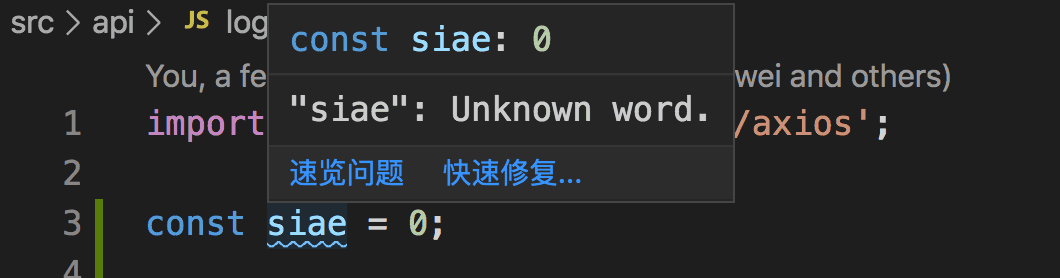 src > api > JS log
const siae: 0
You, a fe wei and others)
"siae": Unknown word.
1 import /axios';
2
速览问题 快速修复...
3 const siae = 0;
4